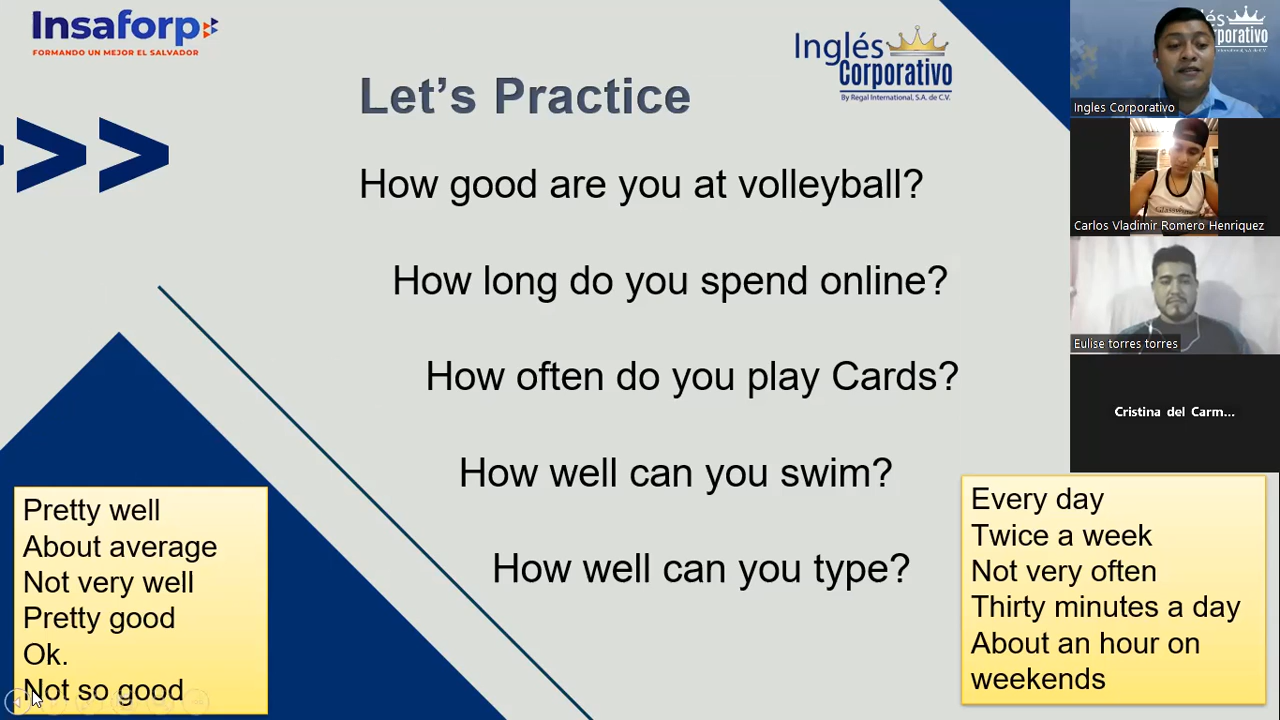 Insaforp
FORMANDO UN MEJOR EL SALVADOR
Inglés
Corporativo
By Regal International, S.A. de C.V.
Let's Practice
How good are you at volleyball?
How long do you spend online?
How often do you play Cards?
How well can you swim?
How well can you type?
Pretty well
About average
Not very well
Pretty good
Ok.
Not so good
Every day
Twice a week
Not very often
Thirty minutes a day
About an hour on
weekends
Ingles Corporativo
Carlos Vladimir Romero Henriquez
Eulise torres torres
Cristina del Carm...